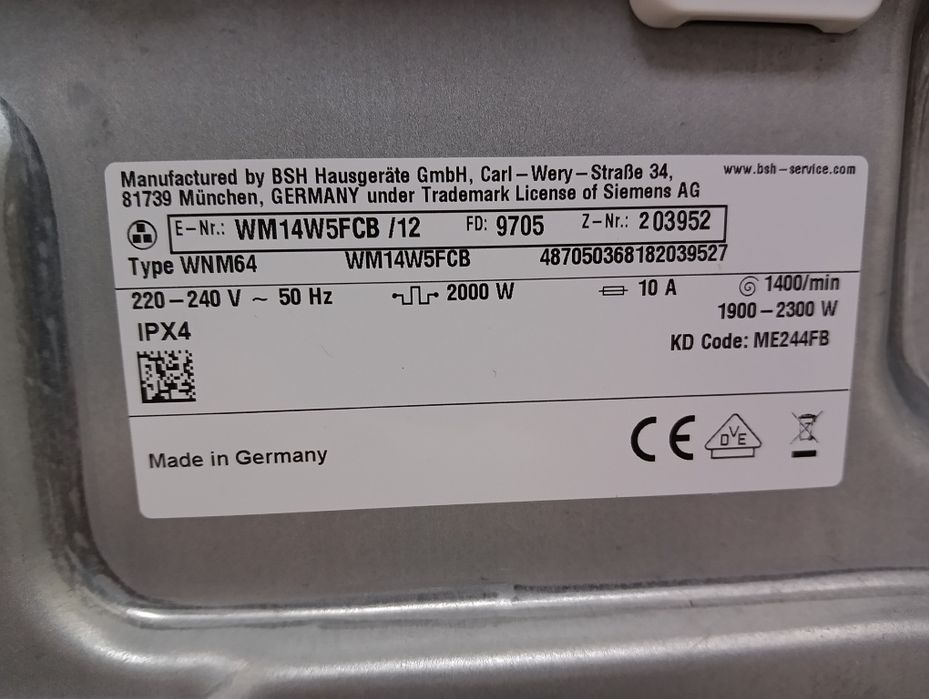 Manufactured by BSH Hausgeräte GmbH, Carl-Wery-Straße 34,
81739 München, GERMANY under Trademark License of Siemens AG
www.bsh-service.com
E-Nr.: WM14W5FCB /12 FD: 9705 Z-Nr.: 203952
Type WNM64 WM14W5FCB 487050368182039527
220-240 V ~ 50 Hz 2000 W 10 A 1400/min
1900-2300 W
IPX4
KD Code: ME244FB
Made in Germany
CE DVE